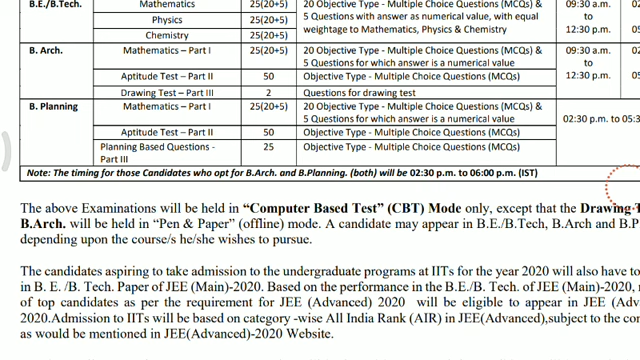 B.E./B.Tech. Mathematics 25(20+5) 20 Objective Type - Multiple Choice Questions (MCQs) & 09:30 a.m.
Physics 25(20+5) 5 Questions with answer as numerical value, with equal to
Chemistry 25(20+5) weightage to Mathematics, Physics & Chemistry 12:30 p.m.
B. Arch. Mathematics – Part I 25(20+5) 20 Objective Type - Multiple Choice Questions (MCQs) & 09:30 a.m.
5 Questions for which answer is a numerical value to
Aptitude Test – Part II 50 Objective Type - Multiple Choice Questions (MCQs) 12:30 p.m.
Drawing Test – Part III 2 Questions for drawing test
B. Planning Mathematics – Part I 25(20+5) 20 Objective Type - Multiple Choice Questions (MCQs) &
5 Questions for which answer is a numerical value 02:30 p.m. to 05:3
Aptitude Test – Part II 50 Objective Type - Multiple Choice Questions (MCQs)
Planning Based Questions - 25 Objective Type - Multiple Choice Questions (MCQs)
Part III
Note: The timing for those Candidates who opt for B.Arch. and B.Planning. (both) will be 02:30 p.m. to 06:00 p.m. (IST)
The above Examinations will be held in “Computer Based Test” (CBT) Mode only, except that the Drawing T
B.Arch. will be held in “Pen & Paper” (offline) mode. A candidate may appear in B.E./B.Tech, B.Arch and B.P
depending upon the course/s he/she wishes to pursue.
The candidates aspiring to take admission to the undergraduate programs at IITs for the year 2020 will also have to
in B. E. /B. Tech. Paper of JEE (Main)-2020. Based on the performance in the B.E./B.Tech. of JEE (Main)-2020,
of top candidates as per the requirement for JEE (Advanced) 2020 will be eligible to appear in JEE (Adv
2020.Admission to IITs will be based on category -wise All India Rank (AIR) in JEE(Advanced),subject to the con
as would be mentioned in JEE(Advanced)-2020 Website.